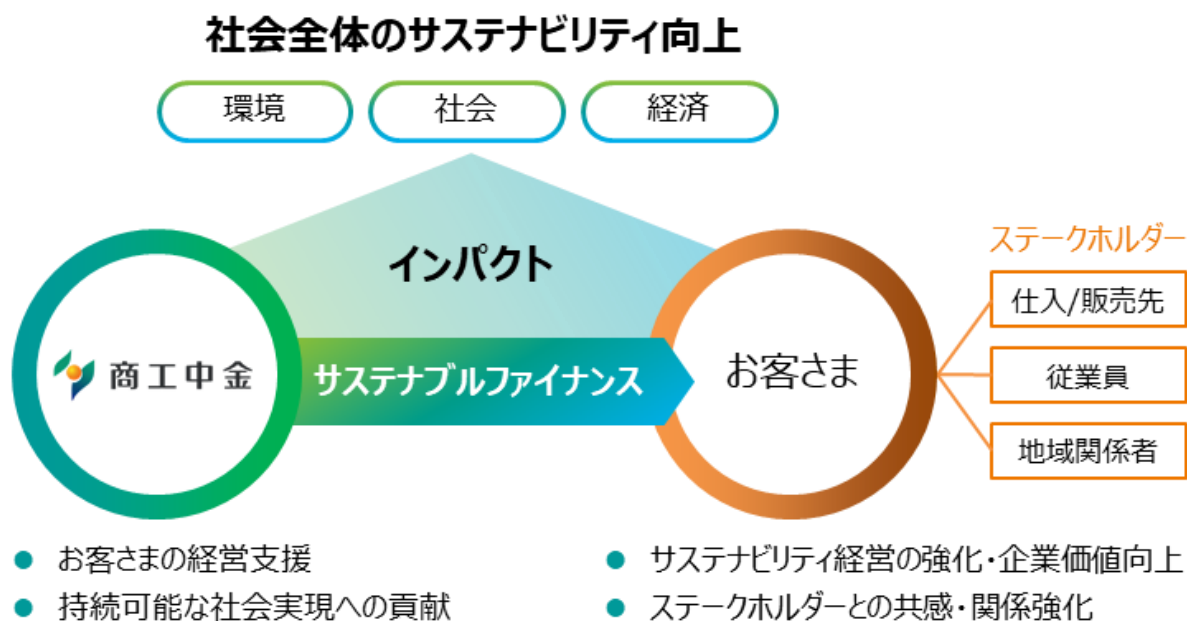 社会全体のサステナビリティ向上
環境
社会
経済
インパクト
商工中金
サステナブルファイナンス
お客さま
ステークホルダー
仕入/販売先
従業員
地域関係者
● お客さまの経営支援
● 持続可能な社会実現への貢献
● サステナビリティ経営の強化・企業価値向上
● ステークホルダーとの共感・関係強化